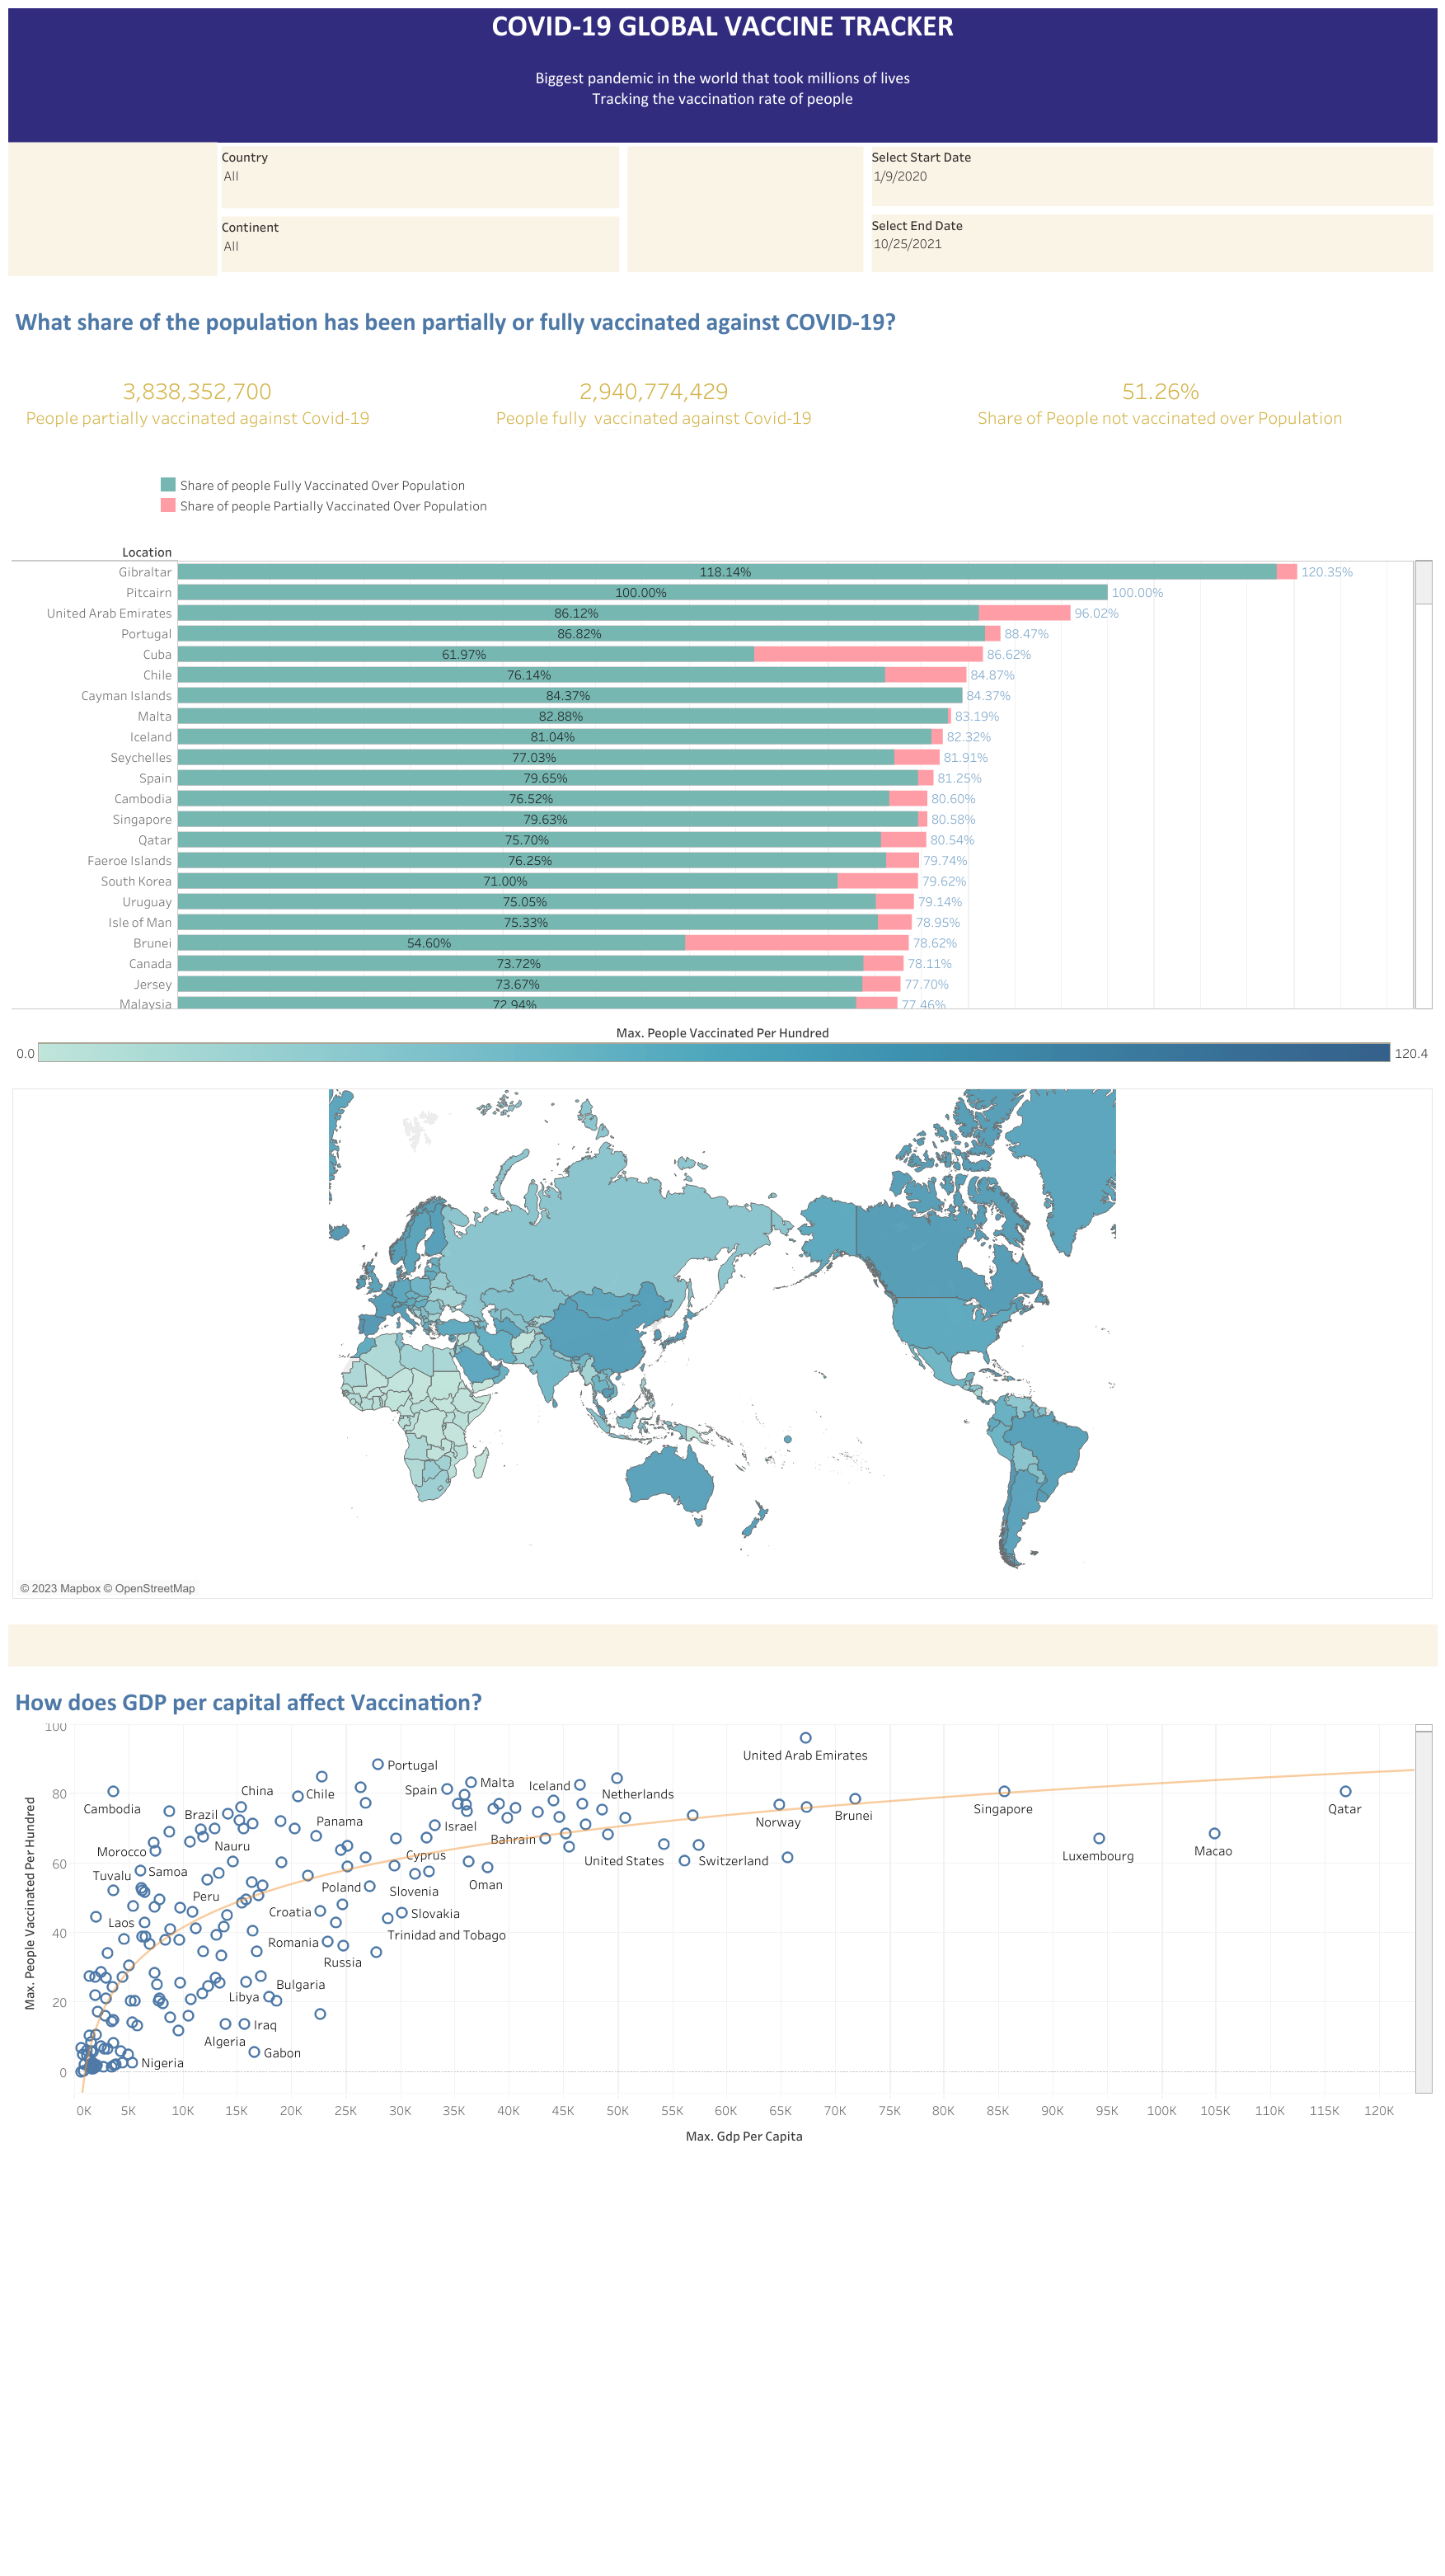 COVID-19 GLOBAL VACCINE TRACKER
Biggest pandemic in the world that took millions of lives
Tracking the vaccination rate of people
Country
All
Continent
All
Select Start Date
1/9/2020
Select End Date
10/25/2021
What share of the population has been partially or fully vaccinated against COVID-19?
3,838,352,700
People partially vaccinated against Covid-19
2,940,774,429
People fully  vaccinated against Covid-19
51.26%
Share of People not vaccinated over Population
Share of people Fully Vaccinated Over Population
Share of people Partially Vaccinated Over Population
Location
Gibraltar 118.14% 120.35%
Pitcairn 100.00% 100.00%
United Arab Emirates 86.12% 96.02%
Portugal 86.82% 88.47%
Cuba 61.97% 86.62%
Chile 76.14% 84.87%
Cayman Islands 84.37% 84.37%
Malta 82.88% 83.19%
Iceland 81.04% 82.32%
Seychelles 77.03% 81.91%
Spain 79.65% 81.25%
Cambodia 76.52% 80.60%
Singapore 79.63% 80.58%
Qatar 75.70% 80.54%
Faeroe Islands 76.25% 79.74%
South Korea 71.00% 79.62%
Uruguay 75.05% 79.14%
Isle of Man 75.33% 78.95%
Brunei 54.60% 78.62%
Canada 73.72% 78.11%
Jersey 73.67% 77.70%
Malaysia 72.94% 77.46%
Max. People Vaccinated Per Hundred
0.0 120.4
© 2023 Mapbox © OpenStreetMap
How does GDP per capital affect Vaccination?
Max. People Vaccinated Per Hundred
100
80
60
40
20
0
United Arab Emirates
Portugal
Malta
Iceland
Spain
Netherlands
China
Chile
Cambodia
Brazil
Panama
Israel
Norway
Brunei
Singapore
Qatar
Bahrain
Nauru
Morocco
Cyprus
United States
Switzerland
Luxembourg
Macao
Tuvalu
Samoa
Peru
Poland
Slovenia
Oman
Laos
Croatia
Slovakia
Trinidad and Tobago
Romania
Russia
Bulgaria
Libya
Iraq
Algeria
Gabon
Nigeria
0K 5K 10K 15K 20K 25K 30K 35K 40K 45K 50K 55K 60K 65K 70K 75K 80K 85K 90K 95K 100K 105K 110K 115K 120K
Max. Gdp Per Capita